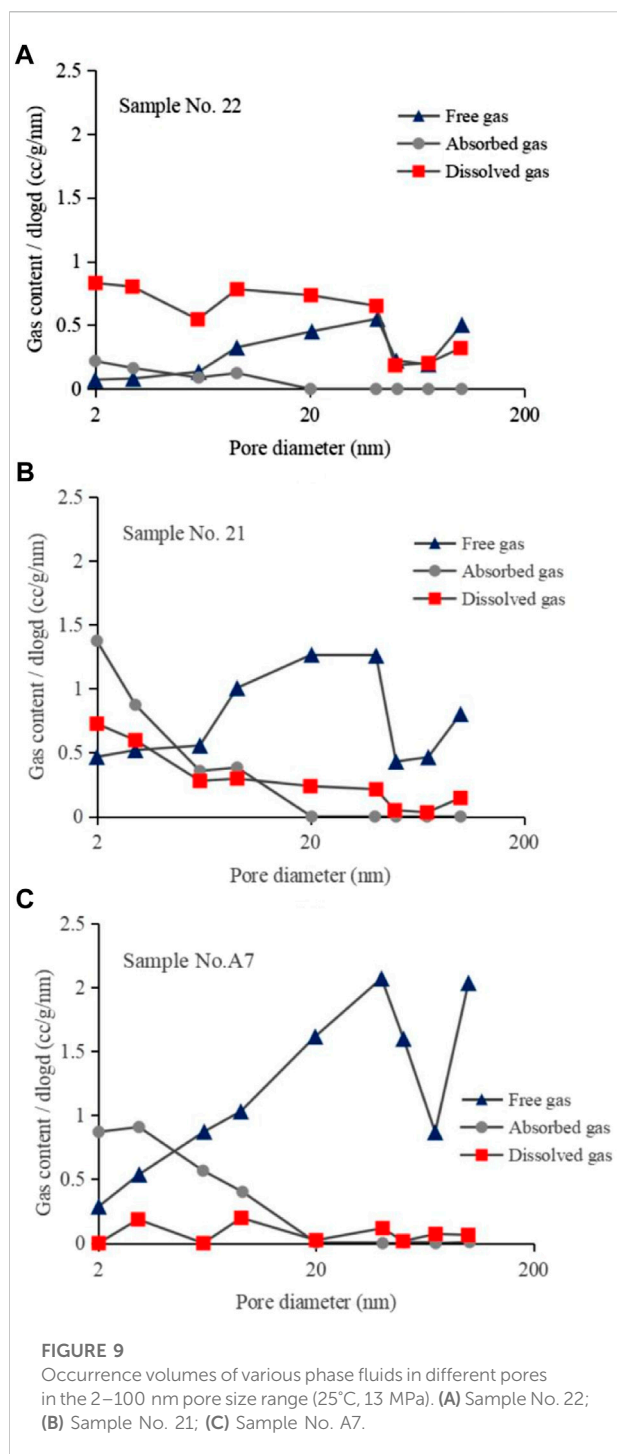 A
2.5
Sample No. 22
Free gas
2
Absorbed gas
1.5
Dissolved gas
1
0.5
0
2
20
200
Gas content / dlogd (cc/g/nm)
Pore diameter (nm)
B
2.5
Sample No. 21
Free gas
2
Absorbed gas
Dissolved gas
1.5
1
0.5
0
2
20
200
Gas content / dlogd (cc/g/nm)
Pore diameter (nm)
C
2.5
Sample No.A7
2
1.5
Free gas
1
Absorbed gas
Dissolved gas
0.5
0
2
20
200
Gas content / dlogd (cc/g/nm)
Pore diameter (nm)
FIGURE 9
Occurrence volumes of various phase fluids in different pores
in the 2–100 nm pore size range (25°C, 13 MPa). (A) Sample No. 22;
(B) Sample No. 21; (C) Sample No. A7.